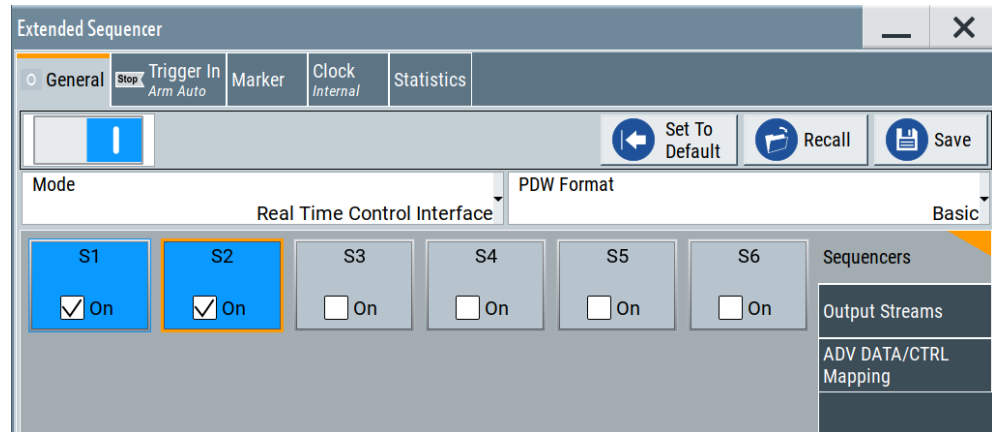 Extended Sequencer
General
Stop
Trigger In
Arm Auto
Marker
Clock
Internal
Statistics
Set To
Default
Recall
Save
Mode
Real Time Control Interface
PDW Format
Basic
S1
S2
S3
S4
S5
S6
On
On
On
On
On
On
Sequencers
Output Streams
ADV DATA/CTRL
Mapping